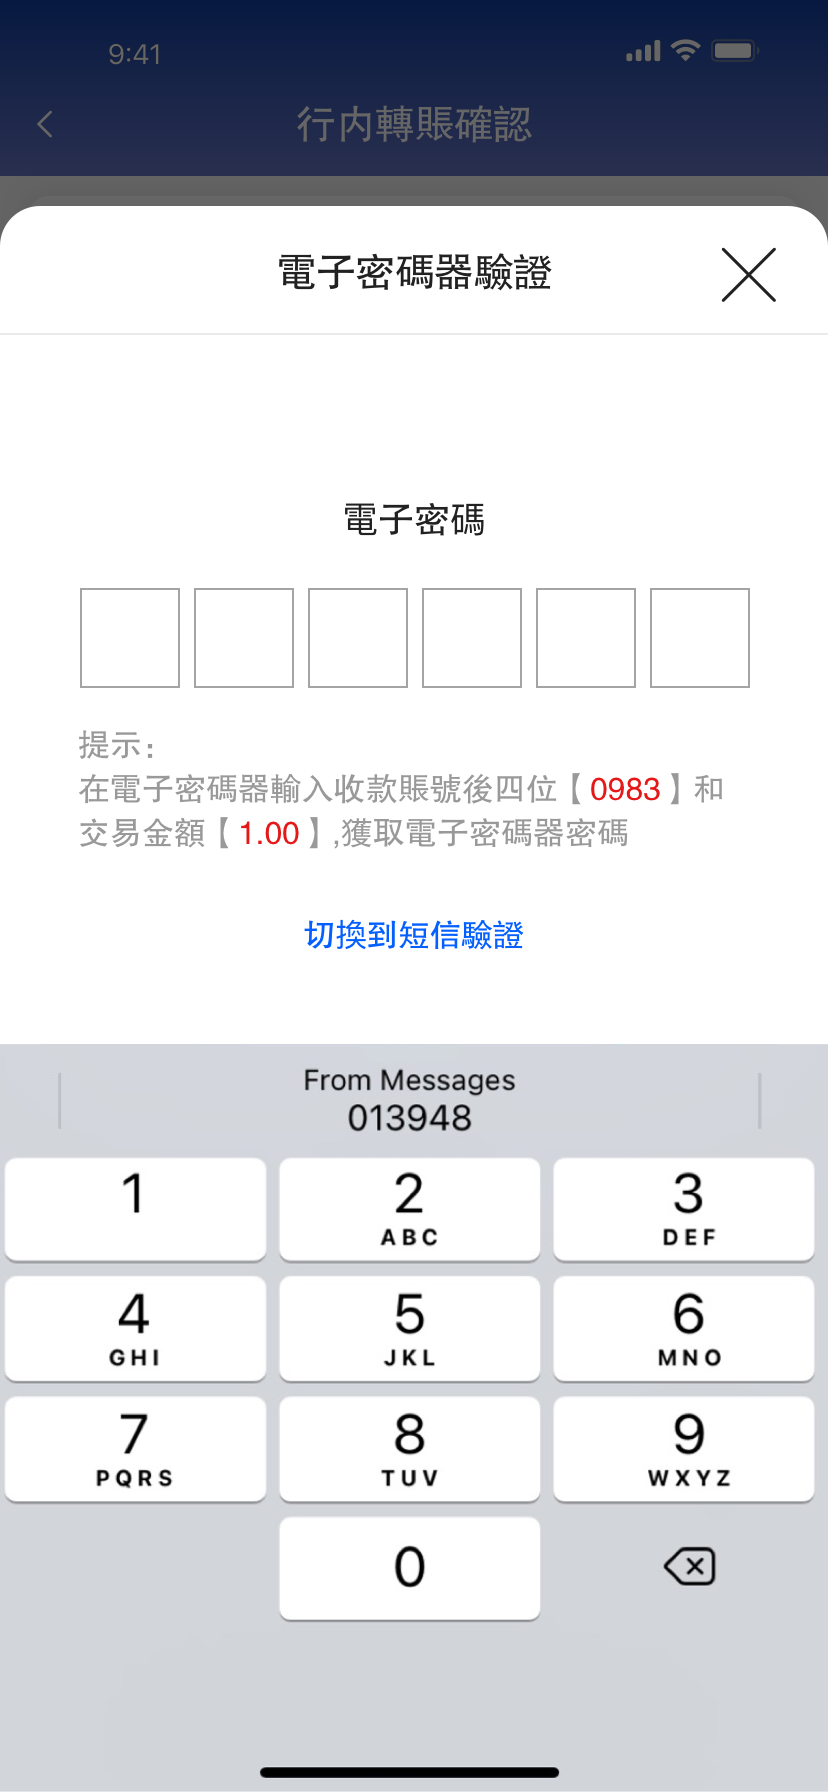 9:41
行内轉賬確認
電子密碼器驗證
電子密碼
提示：
在電子密碼器輸入收款賬號後四位【0983】和
交易金額【1.00】,獲取電子密碼器密碼
切換到短信驗證
From Messages
013948
1
2
ABC
3
DEF
4
GHI
5
JKL
6
MNO
7
PQRS
8
TUV
9
WXYZ
0